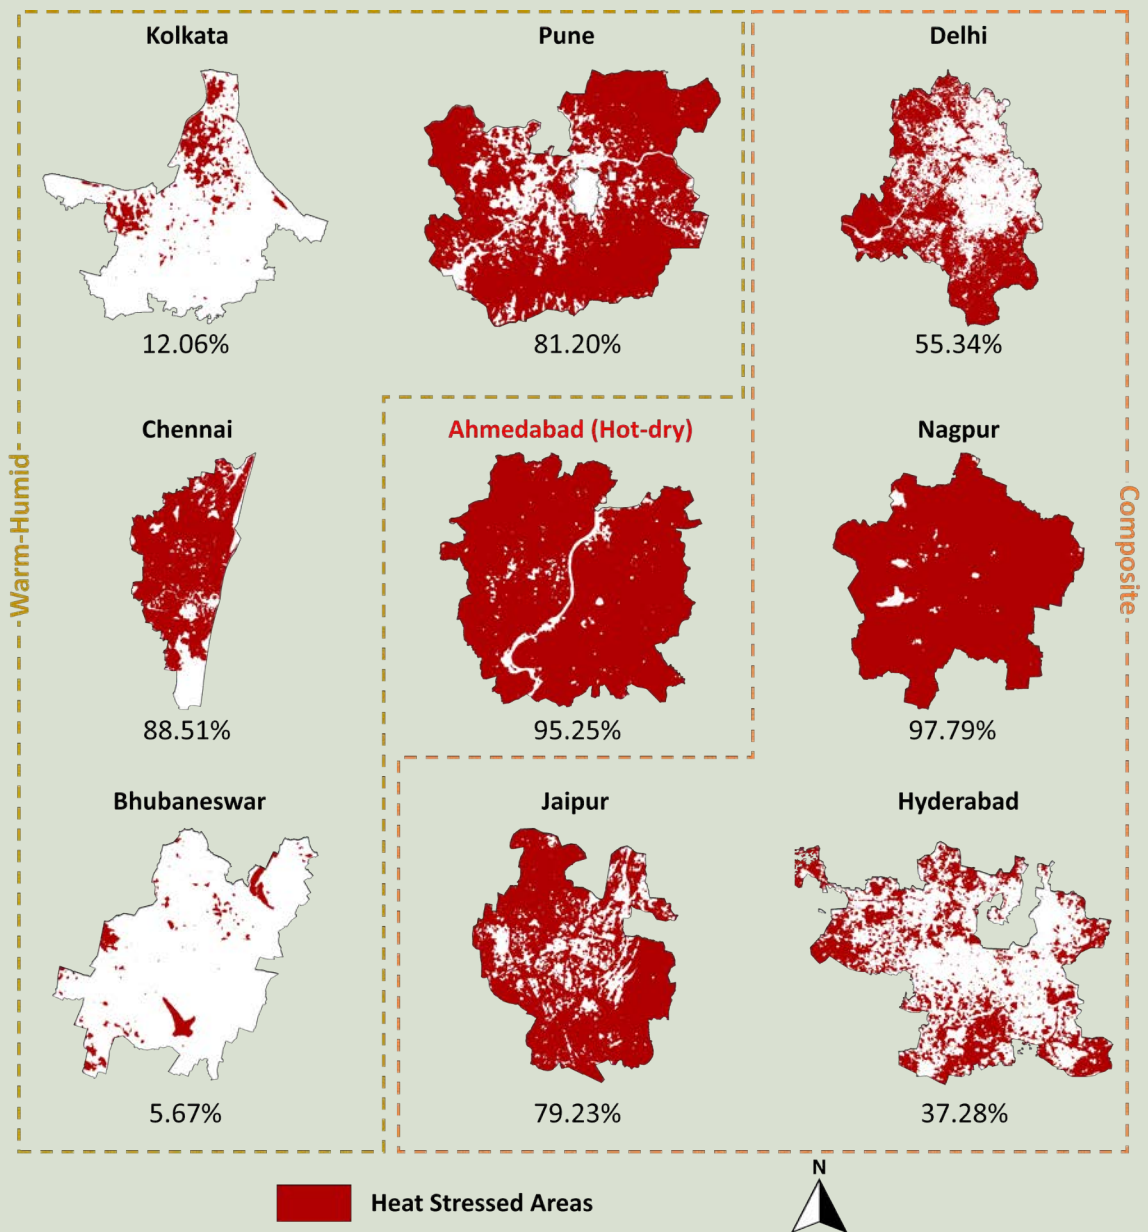 Kolkata
Pune
Delhi
12.06%
81.20%
55.34%
Chennai
Ahmedabad (Hot-dry)
Nagpur
Warm-Humid
Composite
88.51%
95.25%
97.79%
Bhubaneswar
Jaipur
Hyderabad
5.67%
79.23%
37.28%
Heat Stressed Areas
N